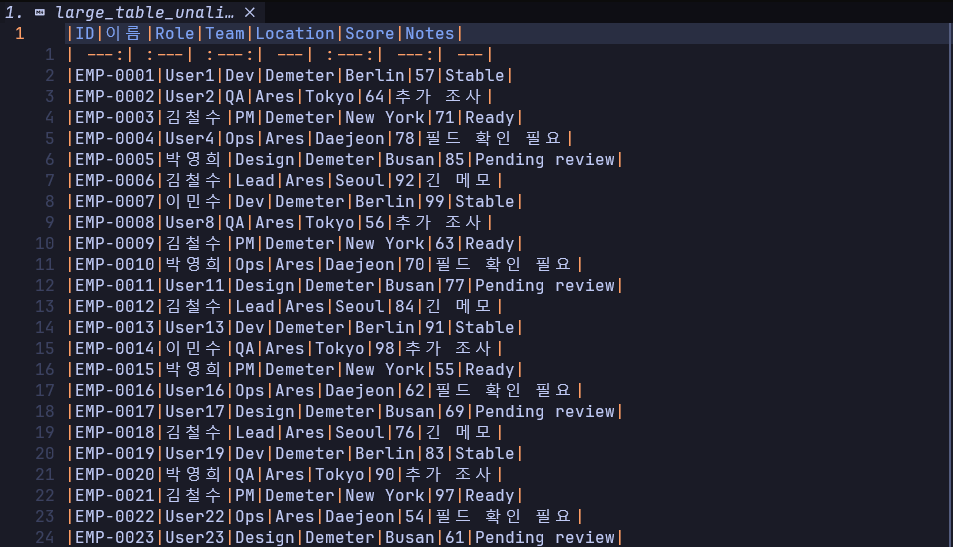 1. large_table_unali… ×
1 |ID|이름|Role|Team|Location|Score|Notes|
1 | ---:| :---| :---:| ---| :---:| ---:| ---|
2 |EMP-0001|User1|Dev|Demeter|Berlin|57|Stable|
3 |EMP-0002|User2|QA|Ares|Tokyo|64|추가 조사|
4 |EMP-0003|김철수|PM|Demeter|New York|71|Ready|
5 |EMP-0004|User4|Ops|Ares|Daejeon|78|필드 확인 필요|
6 |EMP-0005|박영희|Design|Demeter|Busan|85|Pending review|
7 |EMP-0006|김철수|Lead|Ares|Seoul|92|긴 메모|
8 |EMP-0007|이민수|Dev|Demeter|Berlin|99|Stable|
9 |EMP-0008|User8|QA|Ares|Tokyo|56|추가 조사|
10 |EMP-0009|김철수|PM|Demeter|New York|63|Ready|
11 |EMP-0010|박영희|Ops|Ares|Daejeon|70|필드 확인 필요|
12 |EMP-0011|User11|Design|Demeter|Busan|77|Pending review|
13 |EMP-0012|김철수|Lead|Ares|Seoul|84|긴 메모|
14 |EMP-0013|User13|Dev|Demeter|Berlin|91|Stable|
15 |EMP-0014|이민수|QA|Ares|Tokyo|98|추가 조사|
16 |EMP-0015|박영희|PM|Demeter|New York|55|Ready|
17 |EMP-0016|User16|Ops|Ares|Daejeon|62|필드 확인 필요|
18 |EMP-0017|User17|Design|Demeter|Busan|69|Pending review|
19 |EMP-0018|김철수|Lead|Ares|Seoul|76|긴 메모|
20 |EMP-0019|User19|Dev|Demeter|Berlin|83|Stable|
21 |EMP-0020|박영희|QA|Ares|Tokyo|90|추가 조사|
22 |EMP-0021|김철수|PM|Demeter|New York|97|Ready|
23 |EMP-0022|User22|Ops|Ares|Daejeon|54|필드 확인 필요|
24 |EMP-0023|User23|Design|Demeter|Busan|61|Pending review|